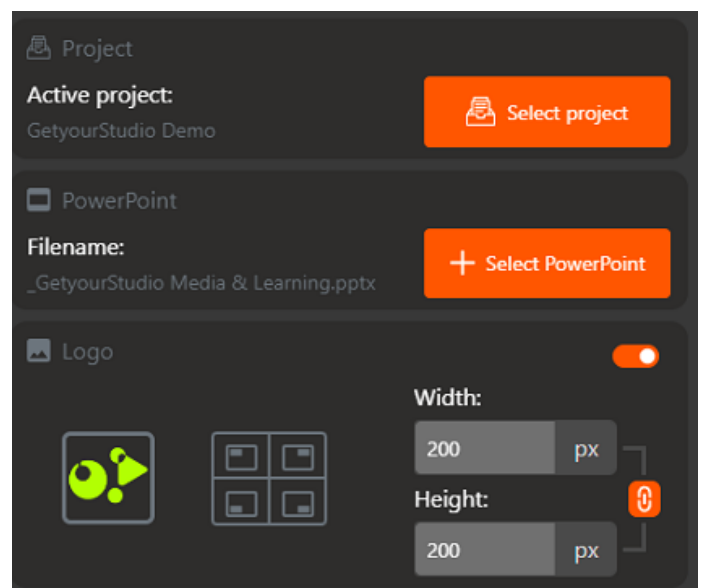 Project
Active project:
GetyourStudio Demo
Select project
PowerPoint
Filename:
_GetyourStudio Media & Learning.pptx
Select PowerPoint
Logo
Width:
200 px
Height:
200 px